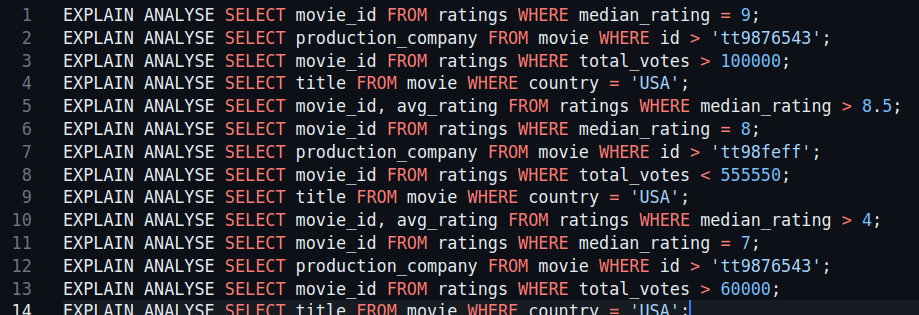 1 EXPLAIN ANALYSE SELECT movie_id FROM ratings WHERE median_rating = 9;
2 EXPLAIN ANALYSE SELECT production_company FROM movie WHERE id > 'tt9876543';
3 EXPLAIN ANALYSE SELECT movie_id FROM ratings WHERE total_votes > 100000;
4 EXPLAIN ANALYSE SELECT title FROM movie WHERE country = 'USA';
5 EXPLAIN ANALYSE SELECT movie_id, avg_rating FROM ratings WHERE median_rating > 8.5;
6 EXPLAIN ANALYSE SELECT movie_id FROM ratings WHERE median_rating = 8;
7 EXPLAIN ANALYSE SELECT production_company FROM movie WHERE id > 'tt98feff';
8 EXPLAIN ANALYSE SELECT movie_id FROM ratings WHERE total_votes < 555550;
9 EXPLAIN ANALYSE SELECT title FROM movie WHERE country = 'USA';
10 EXPLAIN ANALYSE SELECT movie_id, avg_rating FROM ratings WHERE median_rating > 4;
11 EXPLAIN ANALYSE SELECT movie_id FROM ratings WHERE median_rating = 7;
12 EXPLAIN ANALYSE SELECT production_company FROM movie WHERE id > 'tt9876543';
13 EXPLAIN ANALYSE SELECT movie_id FROM ratings WHERE total_votes > 60000;
14 EXPLAIN ANALYSE SELECT title FROM movie WHERE country = 'USA';